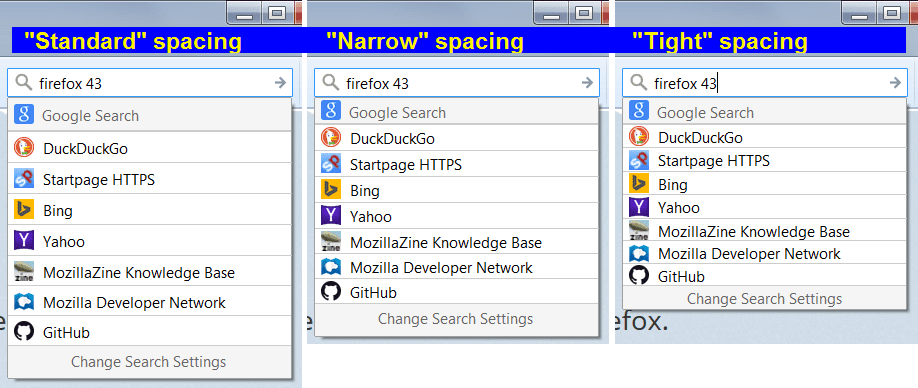 "Standard" spacing
firefox 43
Google Search
DuckDuckGo
Startpage HTTPS
Bing
Yahoo
MozillaZine Knowledge Base
Mozilla Developer Network
GitHub
Change Search Settings
"Narrow" spacing
firefox 43
Google Search
DuckDuckGo
Startpage HTTPS
Bing
Yahoo
MozillaZine Knowledge Base
Mozilla Developer Network
GitHub
Change Search Settings
"Tight" spacing
firefox 43
Google Search
DuckDuckGo
Startpage HTTPS
Bing
Yahoo
MozillaZine Knowledge Base
Mozilla Developer Network
GitHub
Change Search Settings
efox.